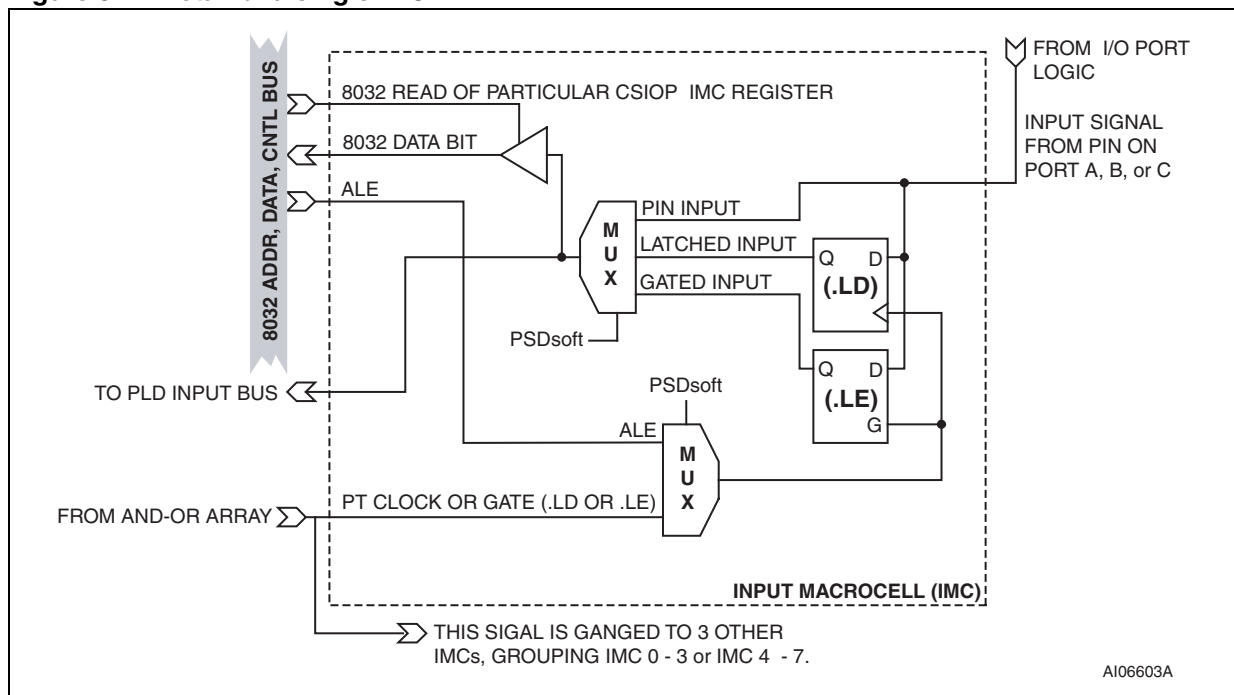 8032 ADDR, DATA, CNTL BUS
8032 READ OF PARTICULAR CSIOP IMC REGISTER
8032 DATA BIT
ALE
FROM I/O PORT
LOGIC
INPUT SIGNAL
FROM PIN ON
PORT A, B, or C
PIN INPUT
LATCHED INPUT
GATED INPUT
M
U
X
PSDsoft
Q D
(.LD)
Q D
(.LE)
G
TO PLD INPUT BUS
PSDsoft
ALE
M
U
X
PT CLOCK OR GATE (.LD OR .LE)
FROM AND-OR ARRAY
INPUT MACROCELL (IMC)
THIS SIGAL IS GANGED TO 3 OTHER
IMCs, GROUPING IMC 0 - 3 or IMC 4 - 7.
AI06603A